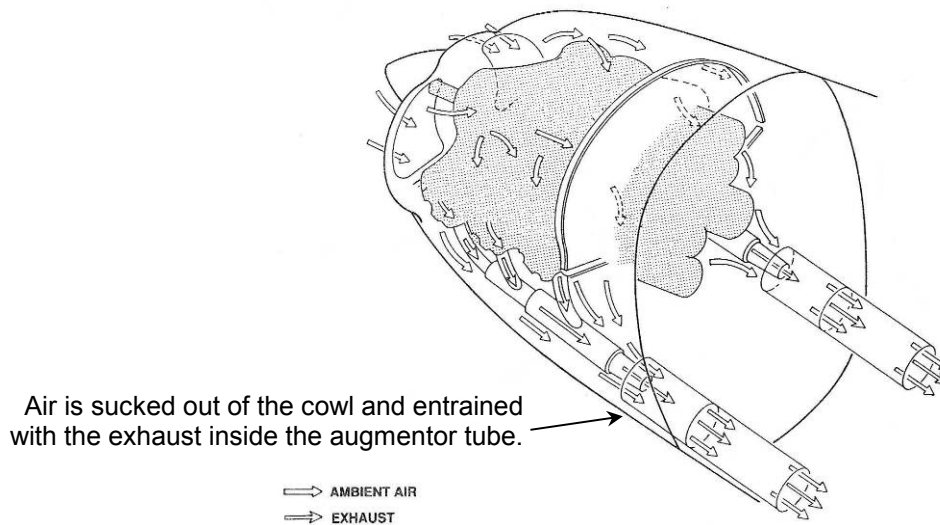 Air is sucked out of the cowl and entrained
with the exhaust inside the augmentor tube.
AMBIENT AIR
EXHAUST